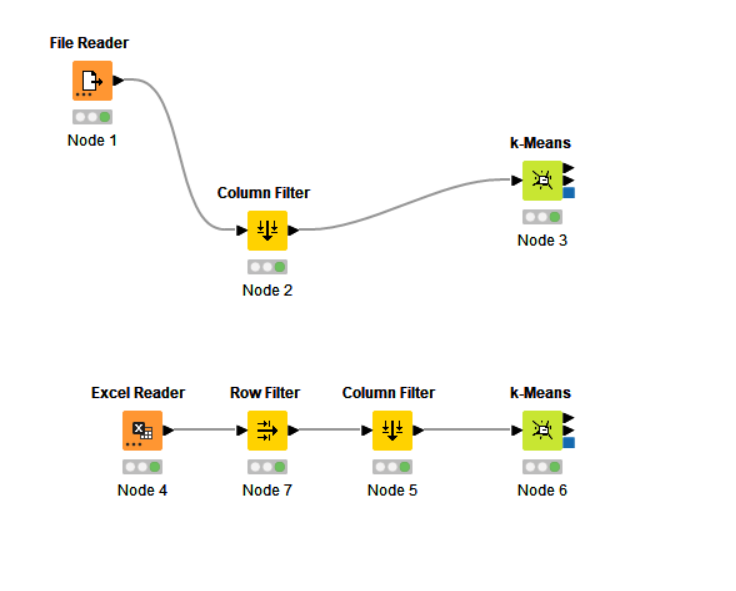 File Reader
Node 1
k-Means
Node 3
Column Filter
Node 2
Excel Reader
Row Filter
Column Filter
k-Means
Node 4
Node 7
Node 5
Node 6